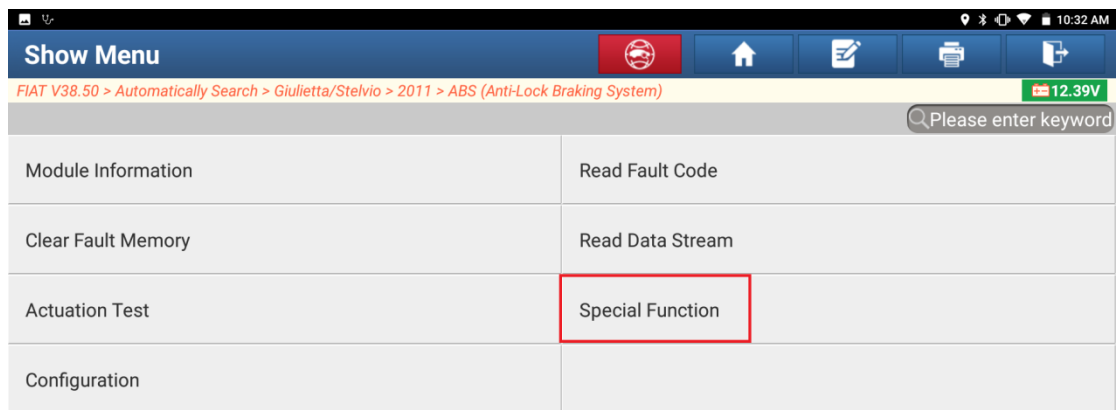 10:32 AM
Show Menu
FIAT V38.50 > Automatically Search > Giulietta/Stelvio > 2011 > ABS (Anti-Lock Braking System)
12.39V
Please enter keyword
Module Information
Read Fault Code
Clear Fault Memory
Read Data Stream
Actuation Test
Special Function
Configuration